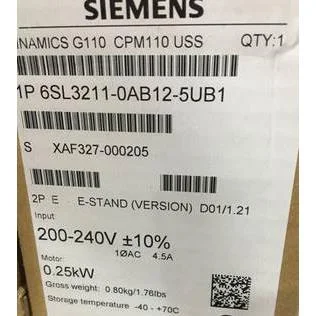 SIEMENS
INAMICS G110 CPM110 USS QTY:1
1P 6SL3211-0AB12-5UB1
S XAF327-000205
2P E E-STAND (VERSION) D01/1.21
Input:
200-240V ±10%
1ØAC 4.5A
Motor:
0.25kW
Gross weight: 0.80kg/1.76lbs
Storage temperature -40 - +70C